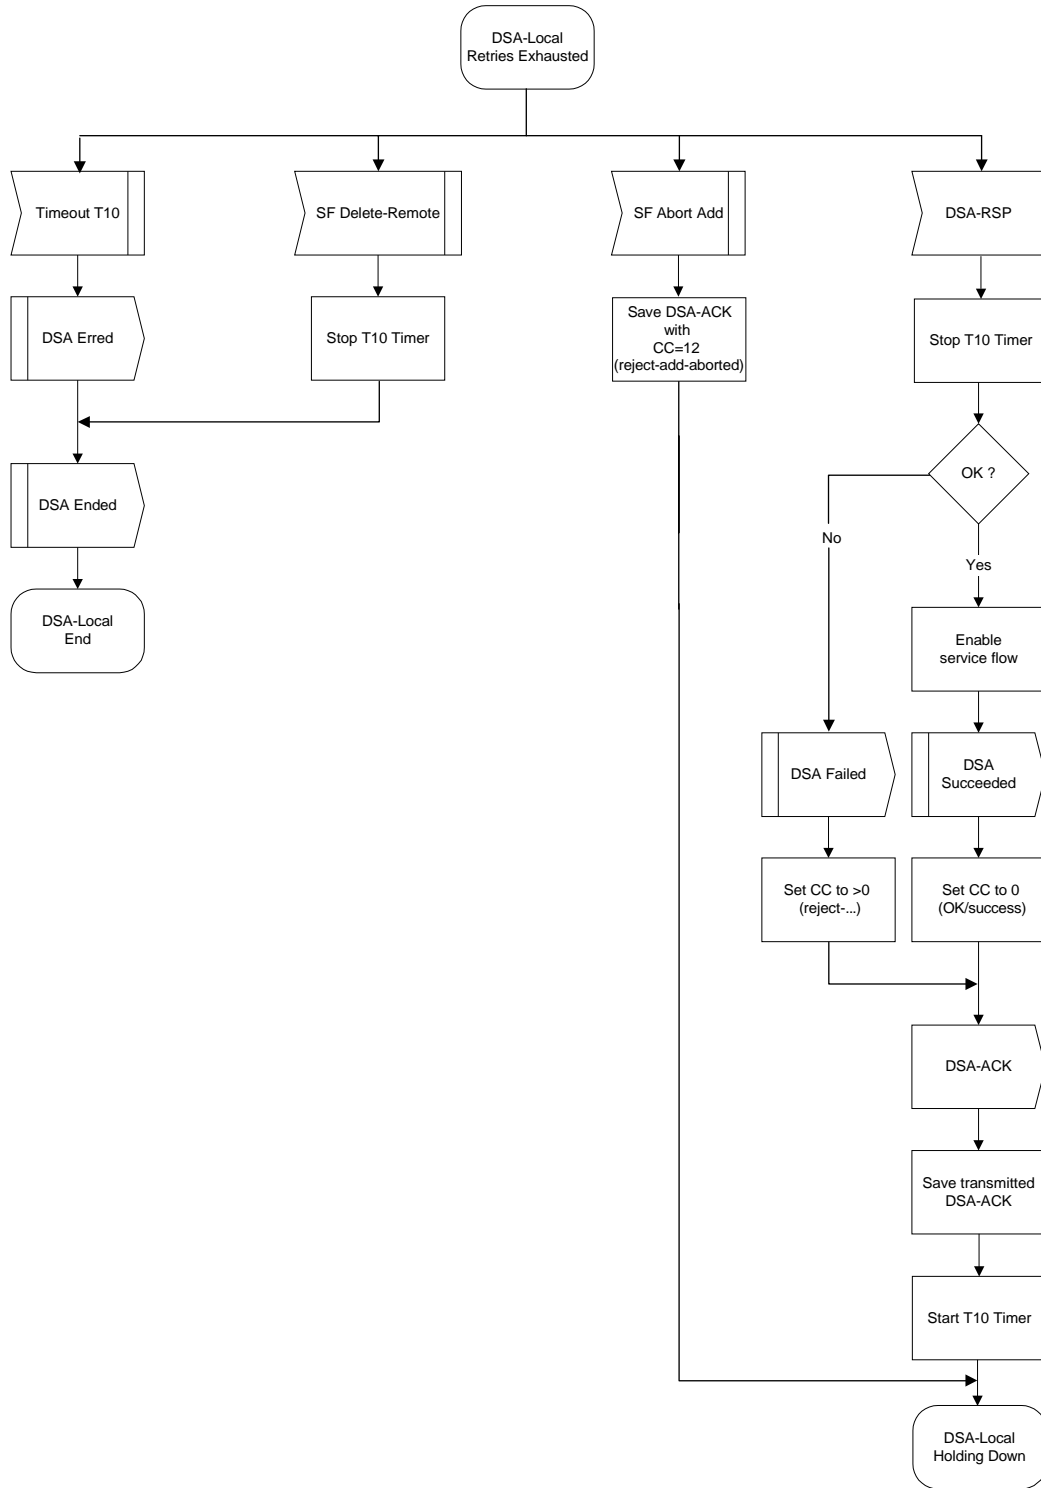 DSA-Local
Retries Exhausted
Timeout T10
SF Delete-Remote
SF Abort Add
DSA-RSP
DSA Erred
Stop T10 Timer
Save DSA-ACK
with
CC=12
(reject-add-aborted)
Stop T10 Timer
OK ?
DSA Ended
No
Yes
DSA-Local
End
Enable
service flow
DSA Failed
DSA
Succeeded
Set CC to >0
(reject-...)
Set CC to 0
(OK/success)
DSA-ACK
Save transmitted
DSA-ACK
Start T10 Timer
DSA-Local
Holding Down